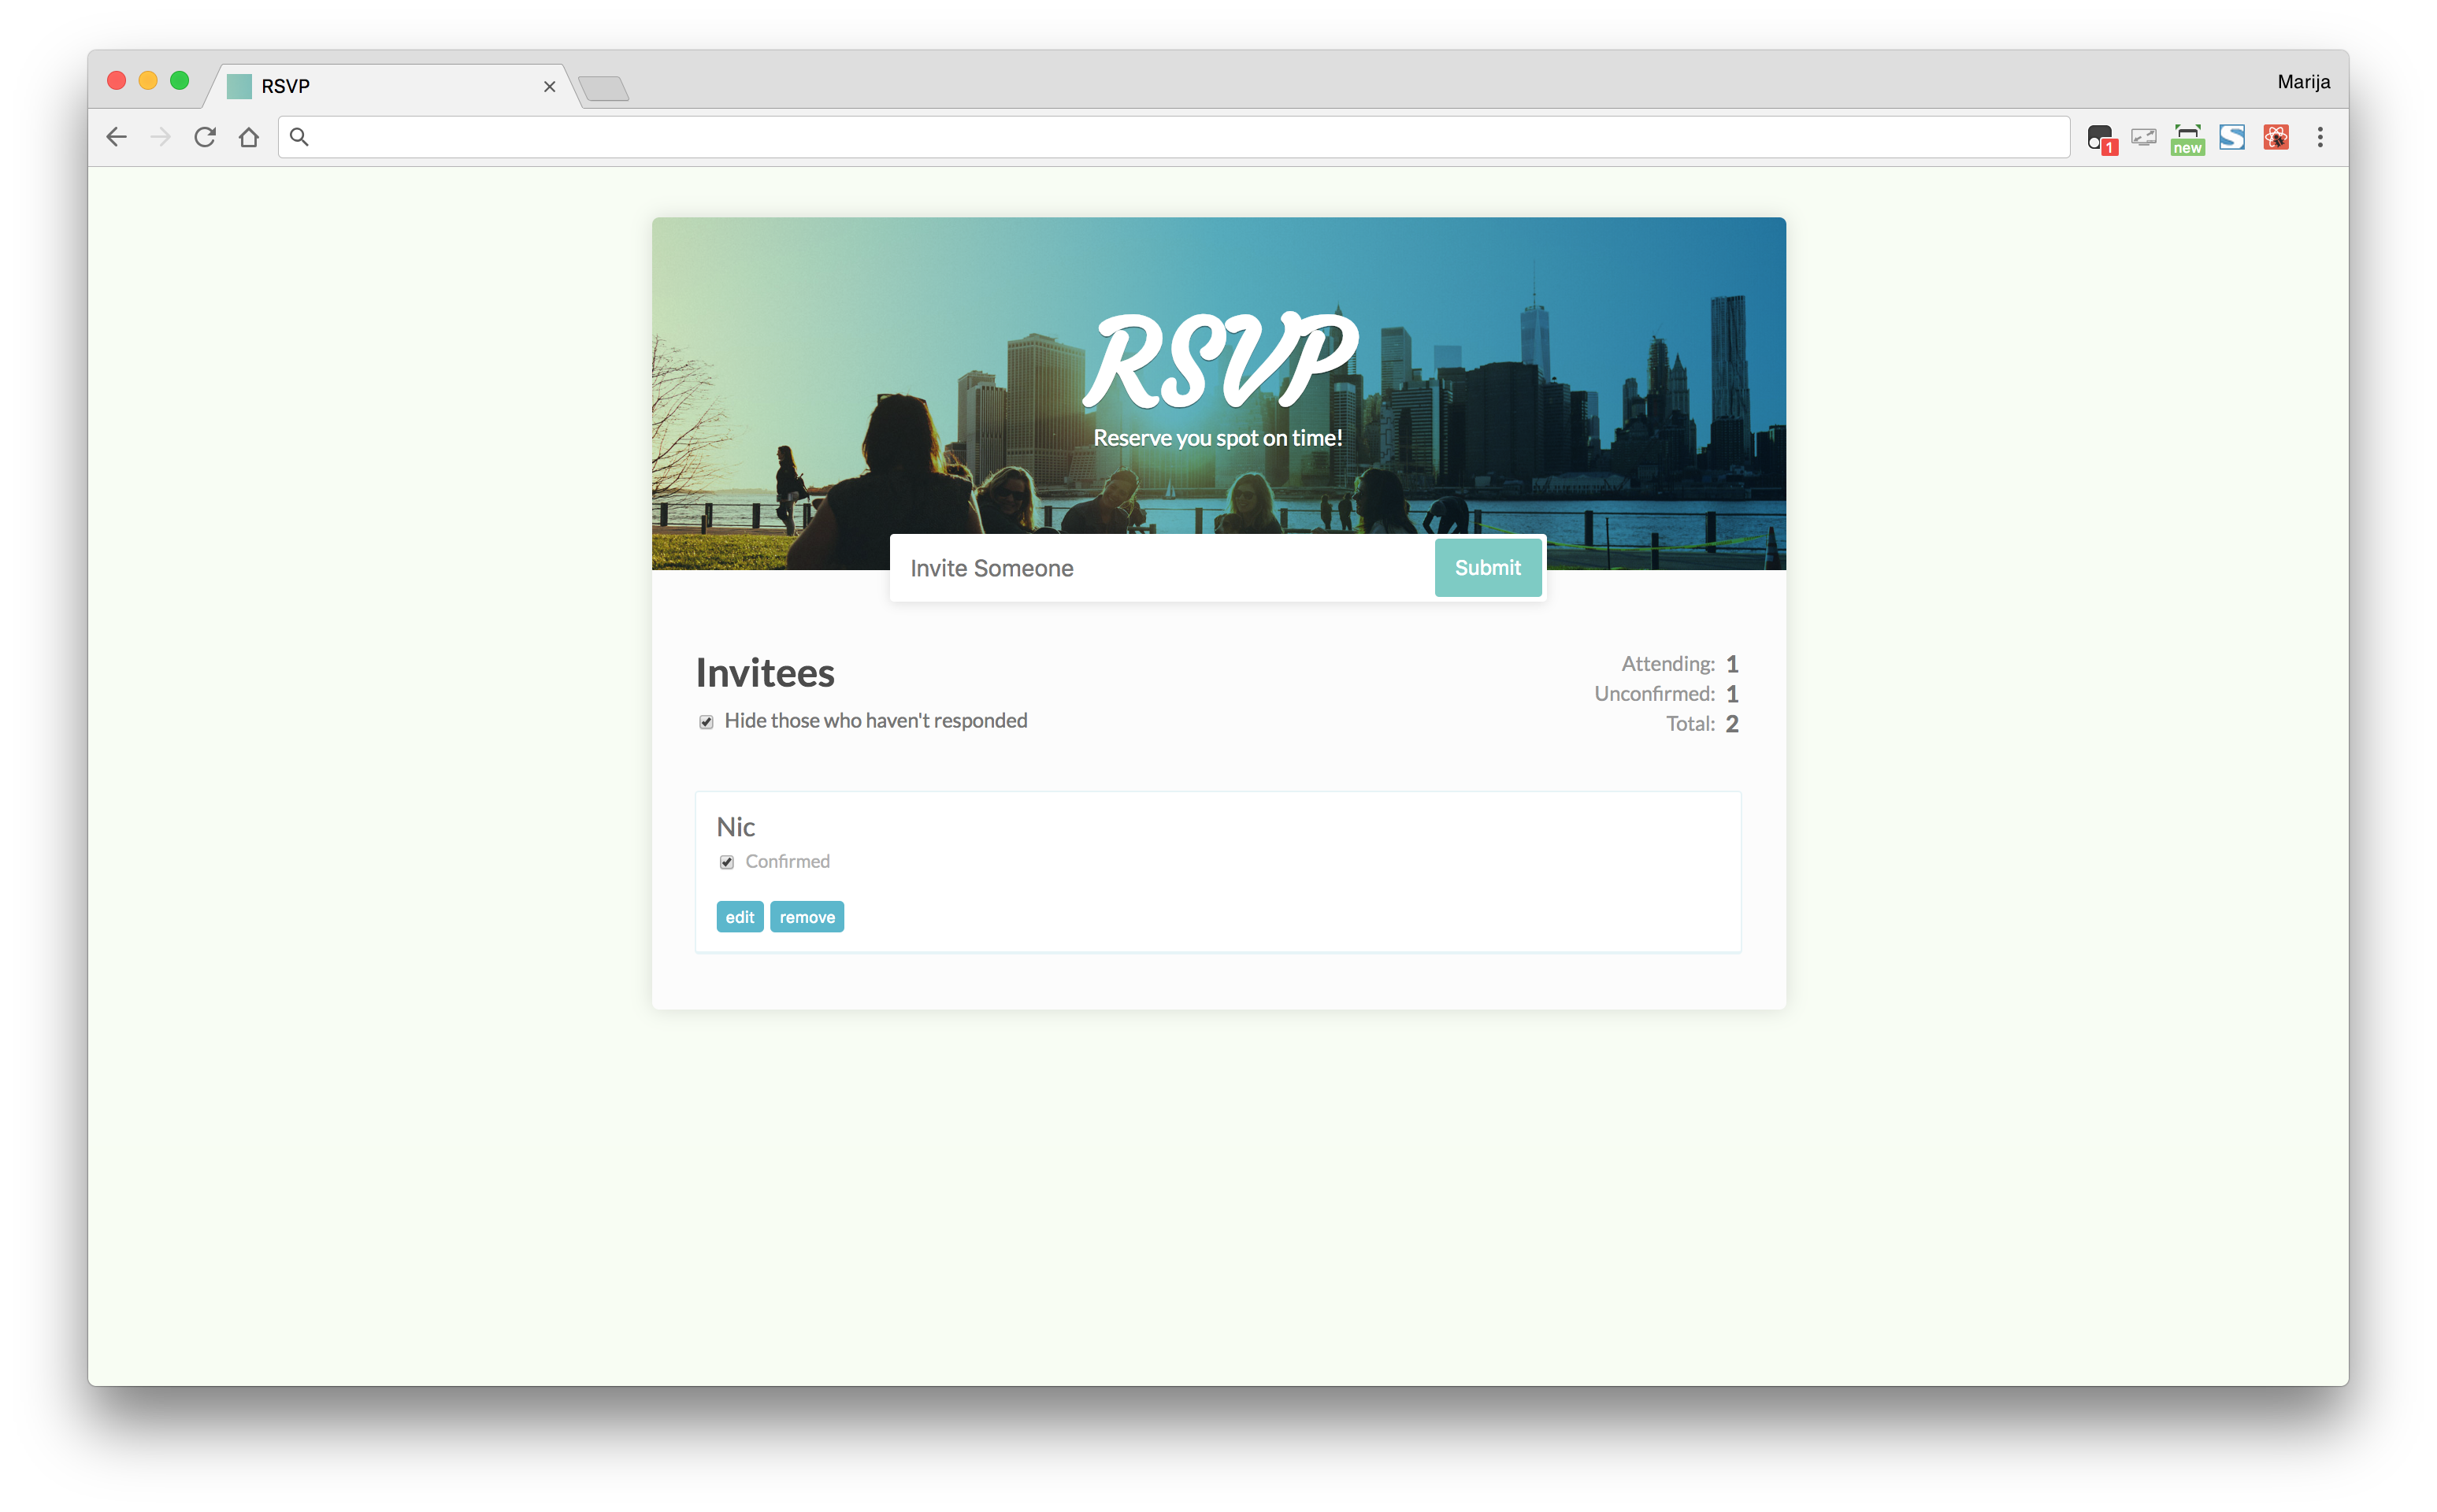 RSVP
Marija
1
new
RSVP
Reserve you spot on time!
Invite Someone
Submit
Invitees
Attending: 1
Unconfirmed: 1
Total: 2
Hide those who haven't responded
Nic
Confirmed
edit remove